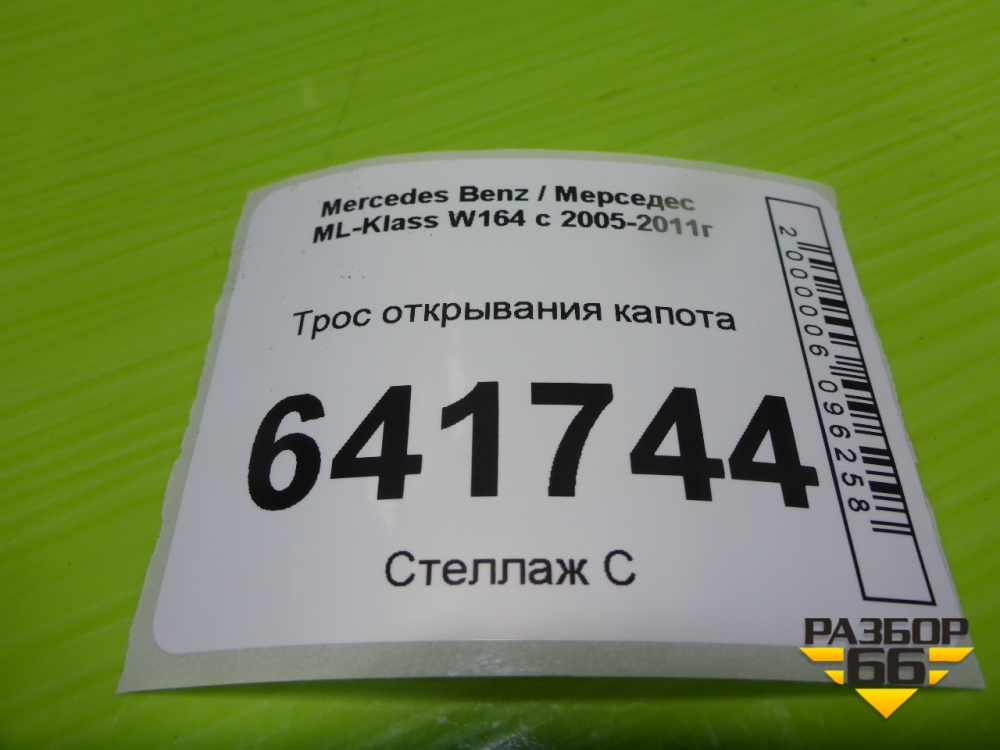 Mercedes Benz / Мерседес
ML-Klass W164 с 2005-2011г
Трос открывания капота
641744
Стеллаж С
2000006096258
РАЗБОР
66